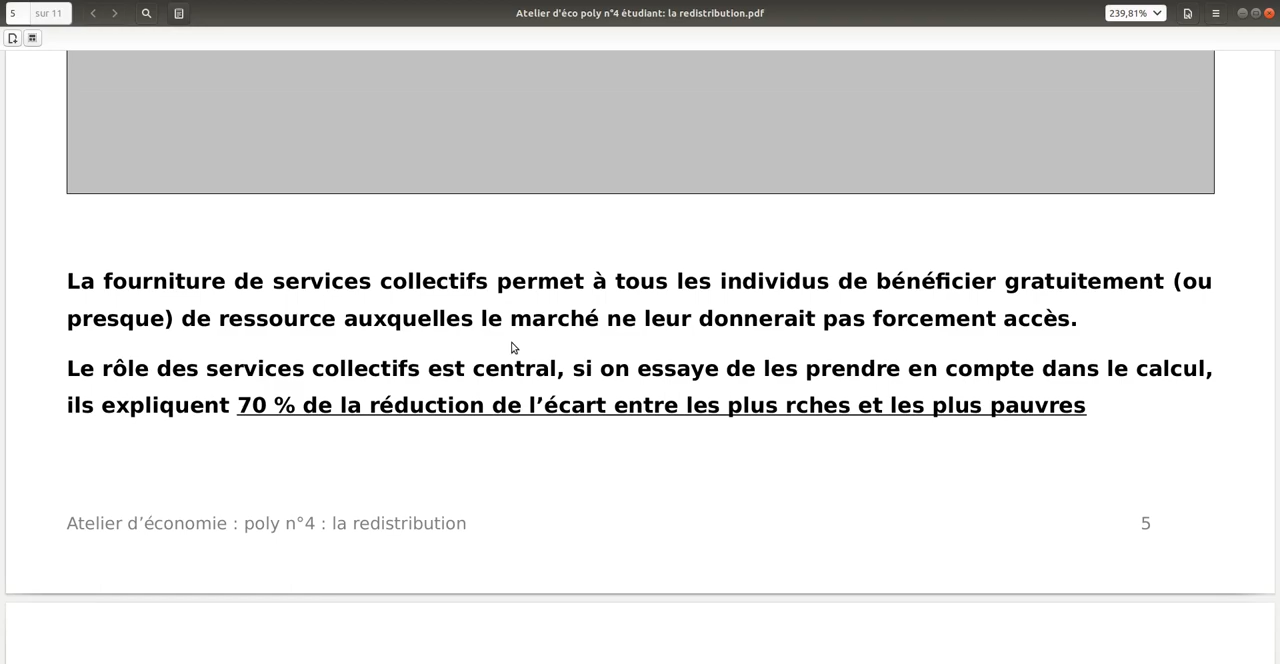 5 sur 11
Atelier d'éco poly n°4 étudiant: la redistribution.pdf
239,81%
La fourniture de services collectifs permet à tous les individus de bénéficier gratuitement (ou
presque) de ressource auxquelles le marché ne leur donnerait pas forcement accès.
Le rôle des services collectifs est central, si on essaye de les prendre en compte dans le calcul,
ils expliquent 70 % de la réduction de l’écart entre les plus rches et les plus pauvres
Atelier d’économie : poly n°4 : la redistribution
5